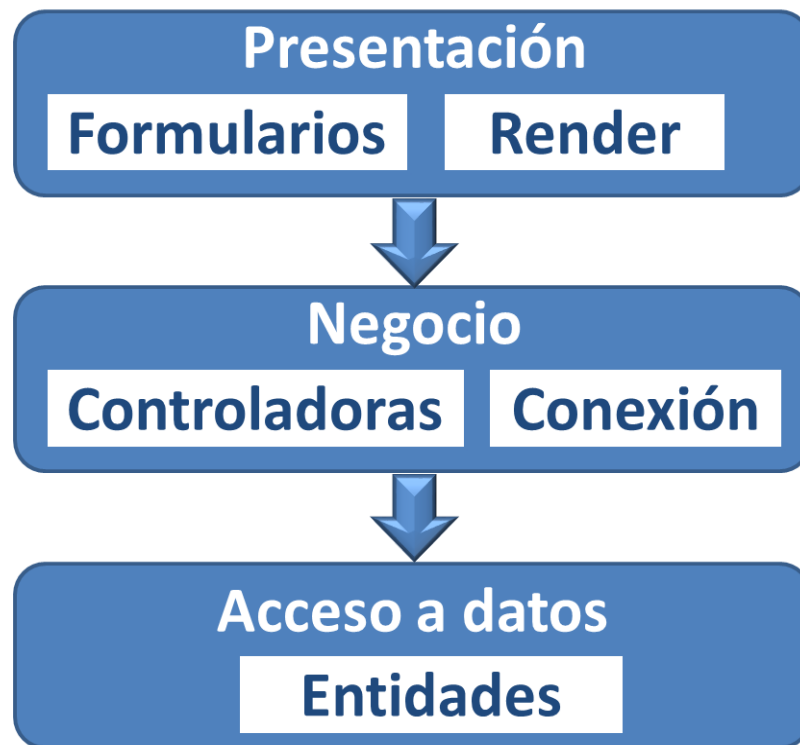 Presentación
Formularios Render
Negocio
Controladoras Conexión
Acceso a datos
Entidades